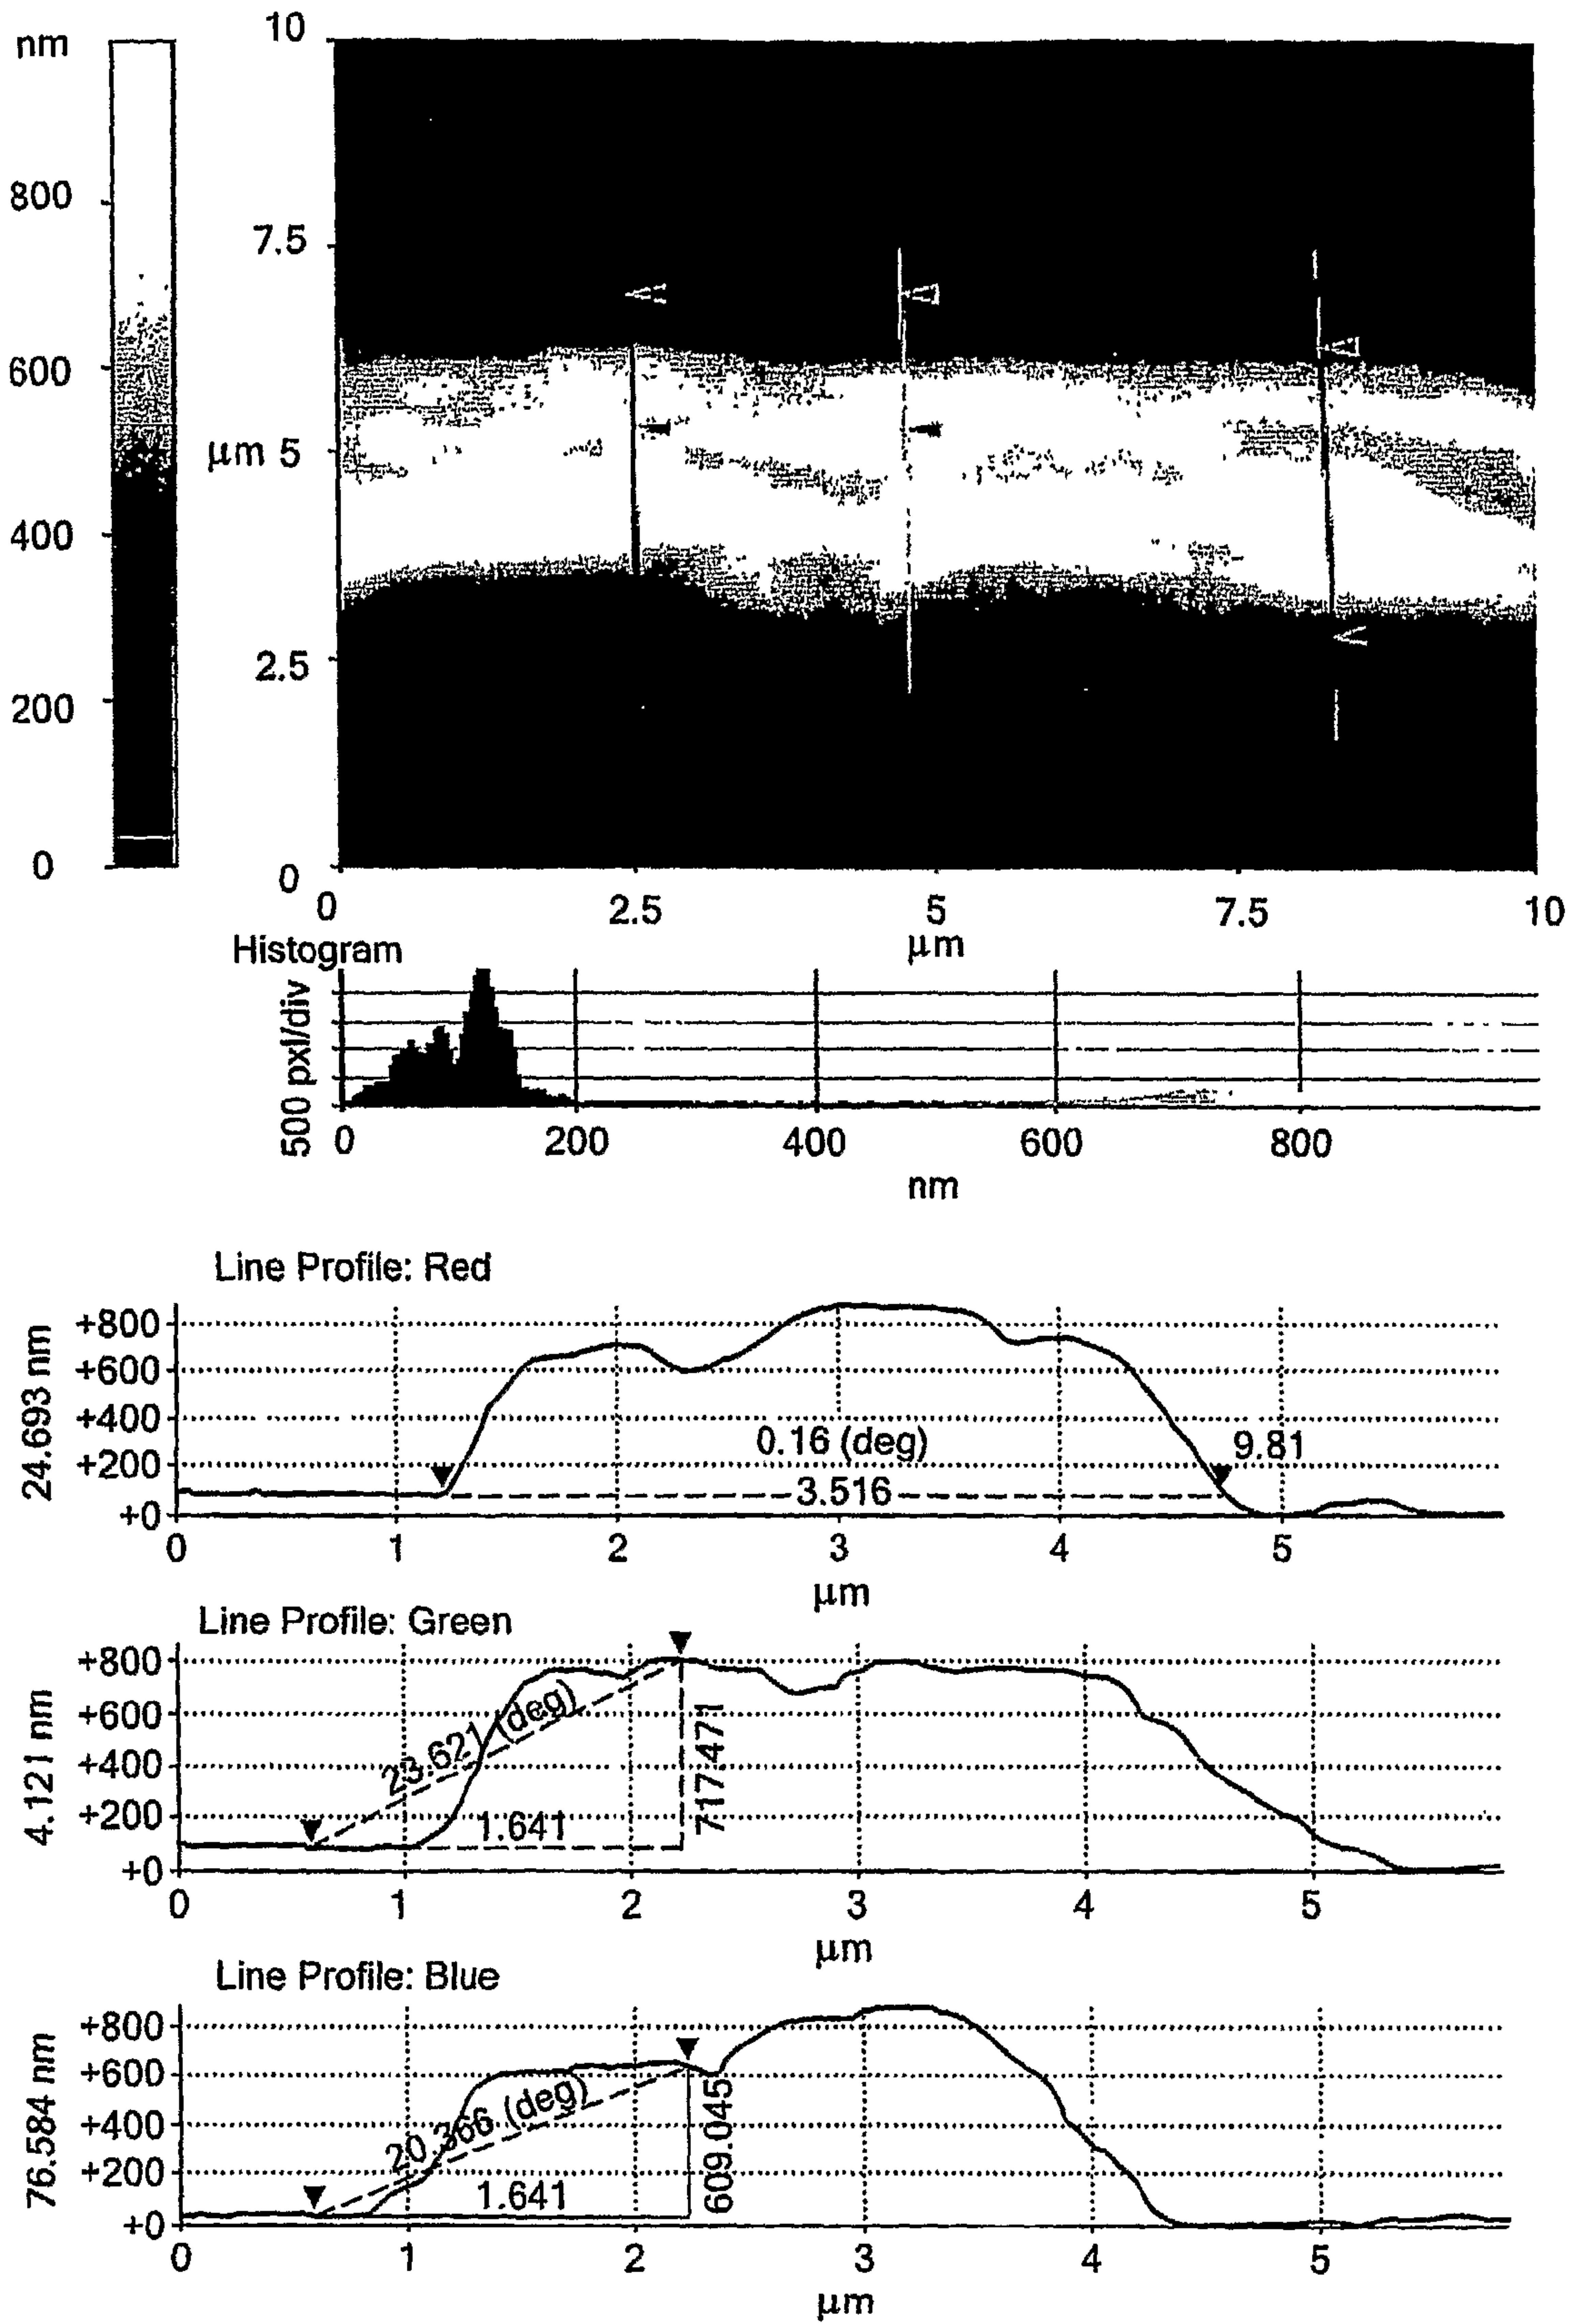 nm
800
600
400
200
0
10
7.5
μm 5
2.5
0
0 2.5 5 7.5 10
μm
Histogram
500 pxl/div
0 200 400 600 800
nm
Line Profile: Red
24.693 nm
+800
+600
+400
+200
+0
0.16 (deg)
9.81
3.516
0 1 2 3 4 5
μm
Line Profile: Green
4.121 nm
+800
+600
+400
+200
+0
23.621 (deg)
1.641
717.471
0 1 2 3 4 5
μm
Line Profile: Blue
76.584 nm
+800
+600
+400
+200
+0
20.366 (deg)
1.641
609.045
0 1 2 3 4 5
μm